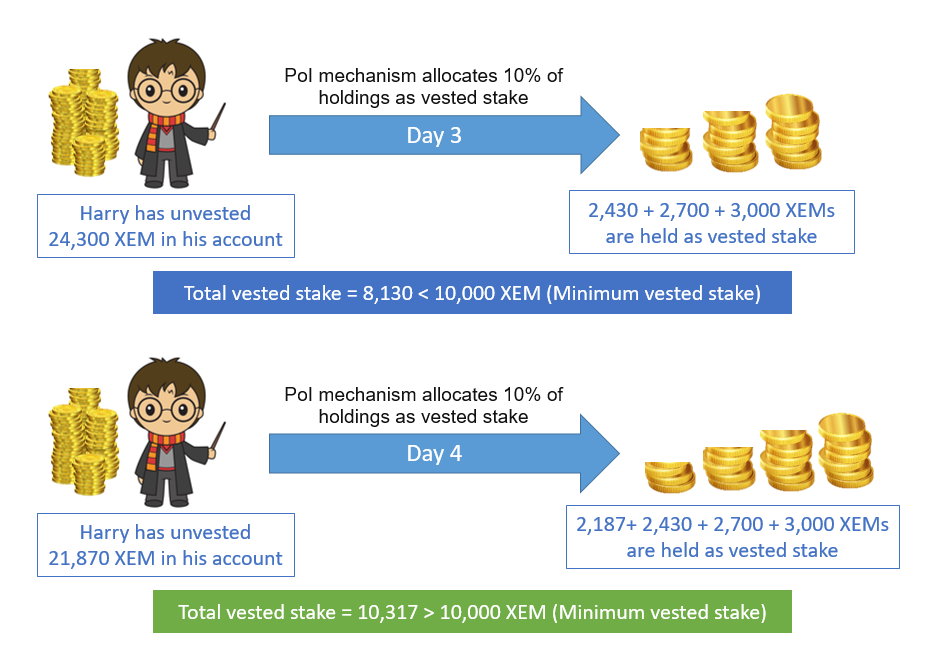 PoI mechanism allocates 10% of
holdings as vested stake
Day 3
Harry has unvested
24,300 XEM in his account
2,430 + 2,700 + 3,000 XEMs
are held as vested stake
Total vested stake = 8,130 < 10,000 XEM (Minimum vested stake)
PoI mechanism allocates 10% of
holdings as vested stake
Day 4
Harry has unvested
21,870 XEM in his account
2,187+ 2,430 + 2,700 + 3,000 XEMs
are held as vested stake
Total vested stake = 10,317 > 10,000 XEM (Minimum vested stake)